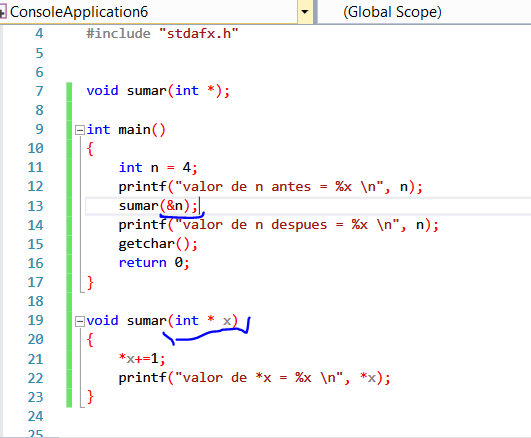 ConsoleApplication6 (Global Scope)
4 #include "stdafx.h"
5
6
7 void sumar(int *);
8
9 int main()
10 {
11 int n = 4;
12 printf("valor de n antes = %x \n", n);
13 sumar(&n);
14 printf("valor de n despues = %x \n", n);
15 getchar();
16 return 0;
17 }
18
19 void sumar(int * x)
20 {
21 *x+=1;
22 printf("valor de *x = %x \n", *x);
23 }
24
25